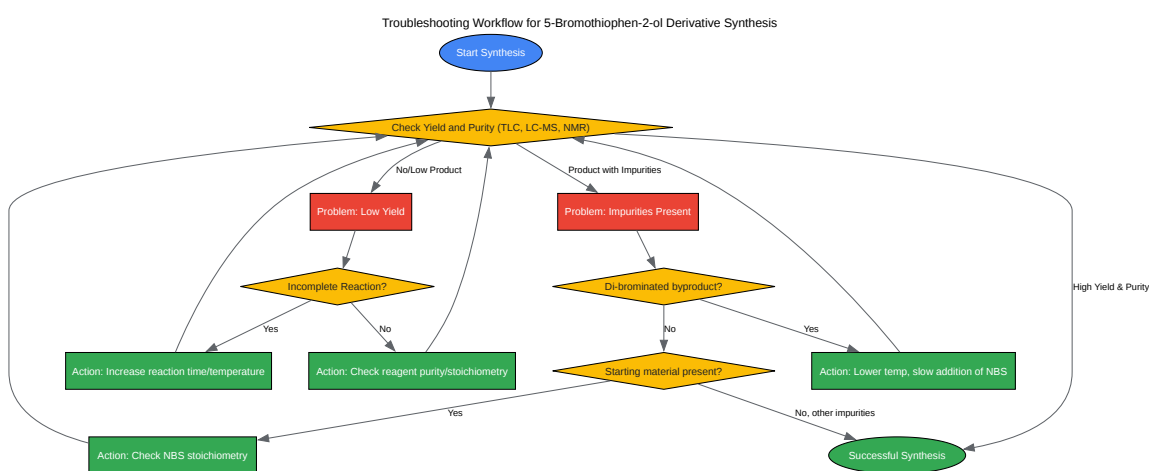 Troubleshooting Workflow for 5-Bromothiophen-2-ol Derivative Synthesis
Start Synthesis
Check Yield and Purity (TLC, LC-MS, NMR)
No/Low Product
Product with Impurities
Problem: Low Yield
Problem: Impurities Present
Incomplete Reaction?
Di-brominated byproduct?
High Yield & Purity
Yes
No
No
Yes
Action: Increase reaction time/temperature
Action: Check reagent purity/stoichiometry
Starting material present?
Action: Lower temp, slow addition of NBS
Yes
No, other impurities
Action: Check NBS stoichiometry
Successful Synthesis